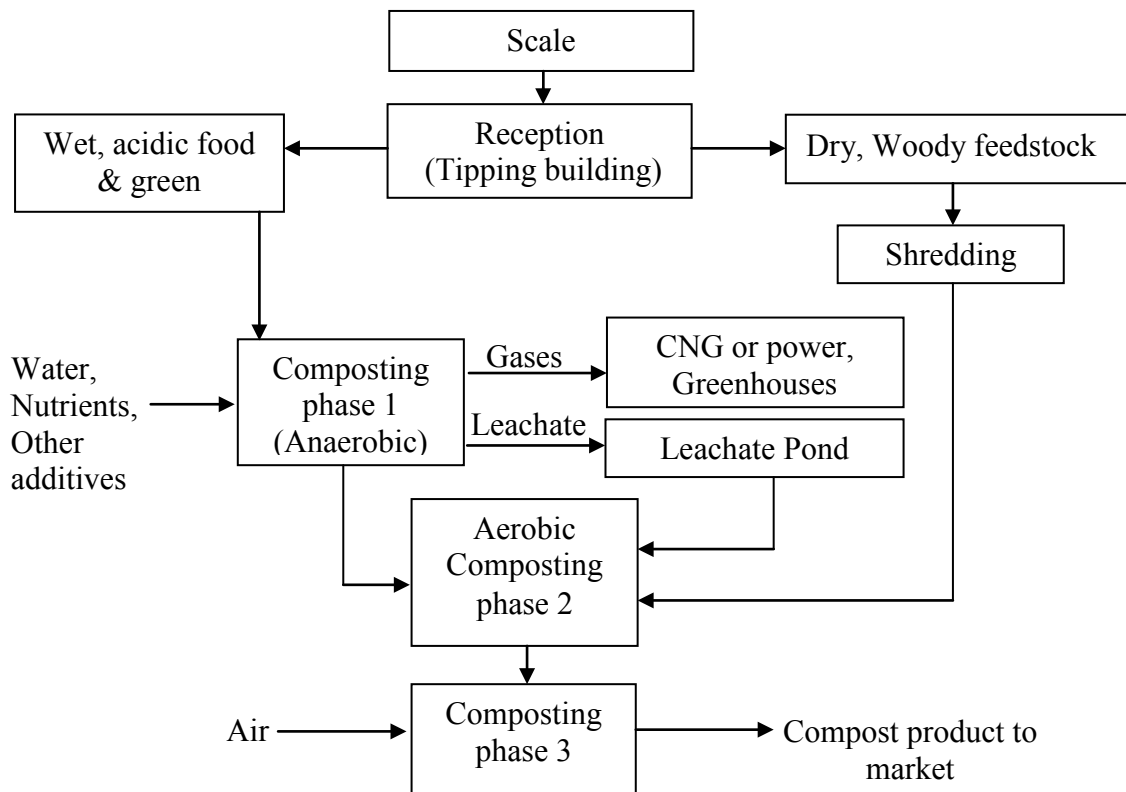 Scale
Reception
(Tipping building)
Wet, acidic food
& green
Dry, Woody feedstock
Shredding
Water,
Nutrients,
Other
additives
Composting
phase 1
(Anaerobic)
Gases
CNG or power,
Greenhouses
Leachate
Leachate Pond
Aerobic
Composting
phase 2
Air
Composting
phase 3
Compost product to
market